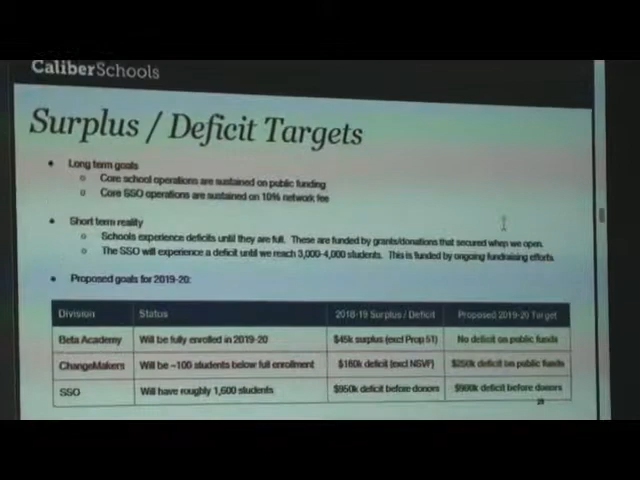 CaliberSchools
Surplus / Deficit Targets
• Long term goals
o Core school operations are sustained on public funding
o Core SSO operations are sustained on 10% network fee
• Short term reality
o Schools experience deficits until they are full. These are funded by grants/donations that secured when we open.
o The SSO will experience a deficit until we reach 3,000-4,000 students. This is funded by ongoing fundraising efforts.
• Proposed goals for 2019-20:
Division Status 2018-19 Surplus / Deficit Proposed 2019-20 Target
Beta Academy Will be fully enrolled in 2019-20 $45k surplus (excl Prop 51) No deficit on public funds
ChangeMakers Will be ~100 students below full enrollment $160k deficit (excl NSVF) $250k deficit on public funds
SSO Will have roughly 1,600 students $950k deficit before donors $900k deficit before donors